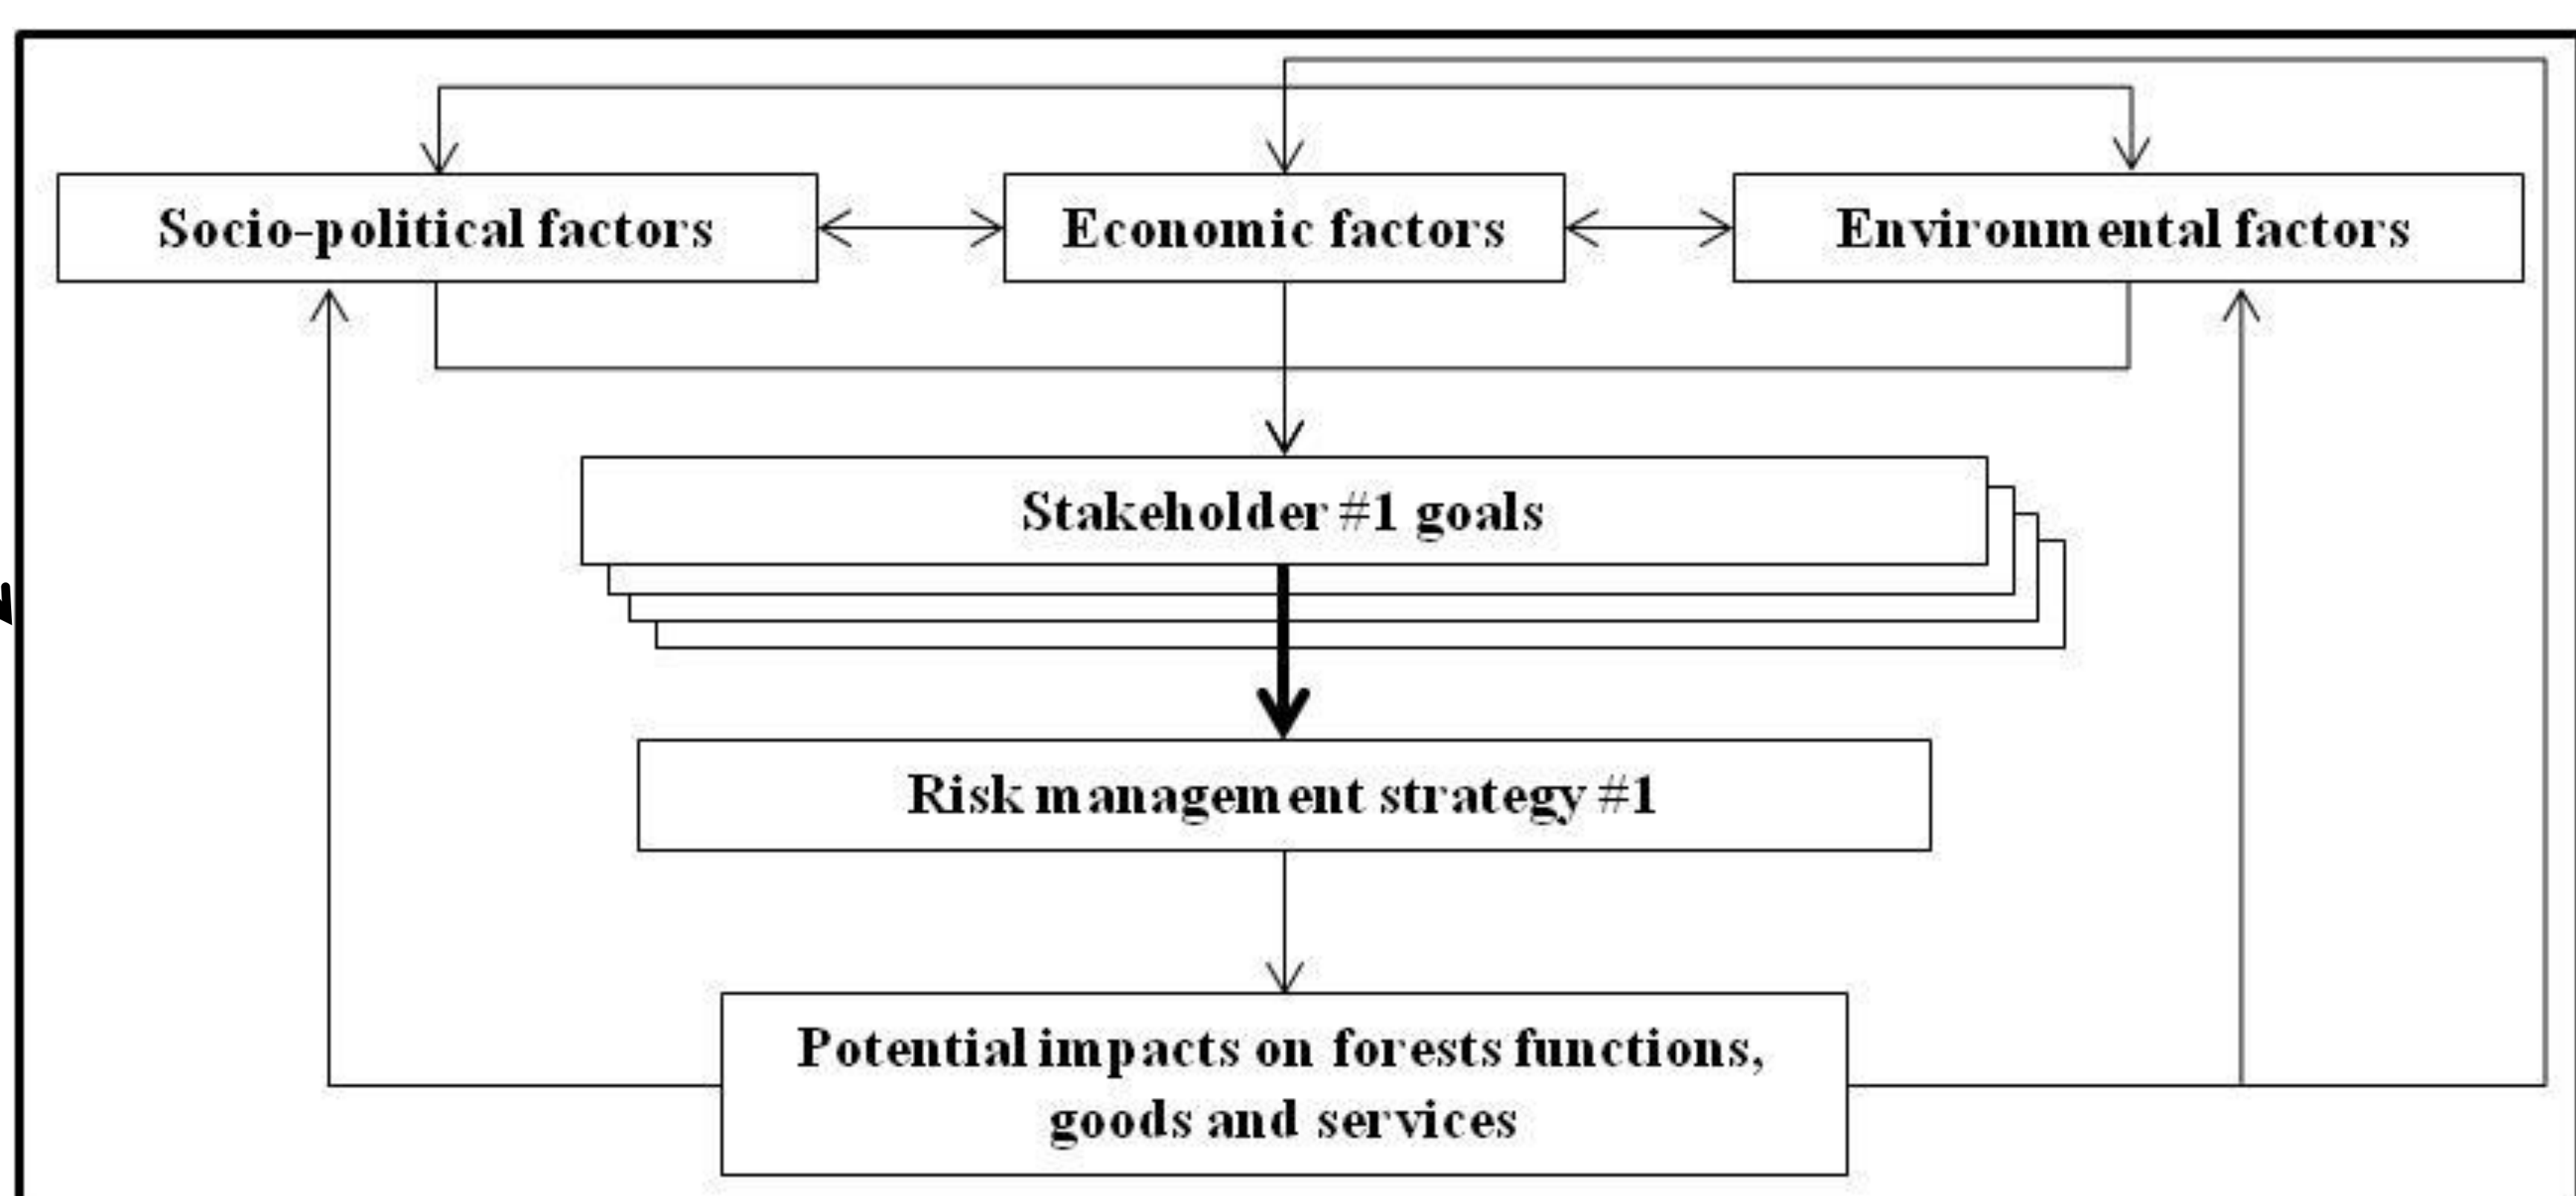 Socio-political factors
Economic factors
Environmental factors
Stakeholder #1 goals
Risk management strategy #1
Potential impacts on forests functions,
goods and services